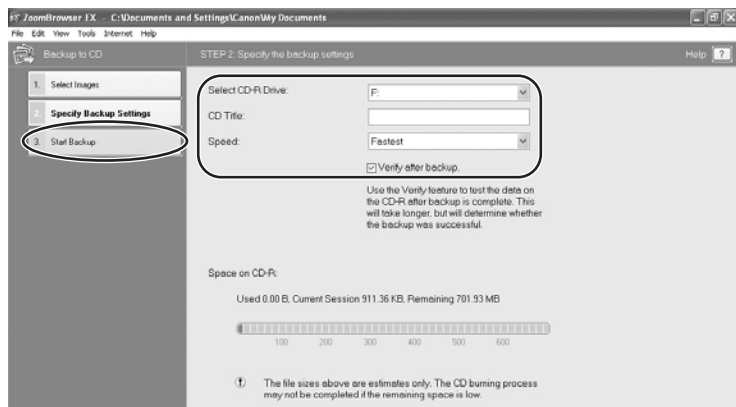 ZoomBrowser EX - C:\Documents and Settings\Canon\My Documents
File Edit View Tools Internet Help
Backup to CD
STEP 2: Specify the backup settings
Help ?
1. Select Images
2. Specify Backup Settings
3. Start Backup
Select CD-R Drive:
F:
CD Title:
Speed:
Fastest
Verify after backup.
Use the Verify feature to test the data on
the CD-R after backup is complete. This
will take longer, but will determine whether
the backup was successful.
Space on CD-R:
Used 0.00 B, Current Session 911.36 KB, Remaining 701.93 MB
100 200 300 400 500 600
The file sizes above are estimates only. The CD burning process
may not be completed if the remaining space is low.